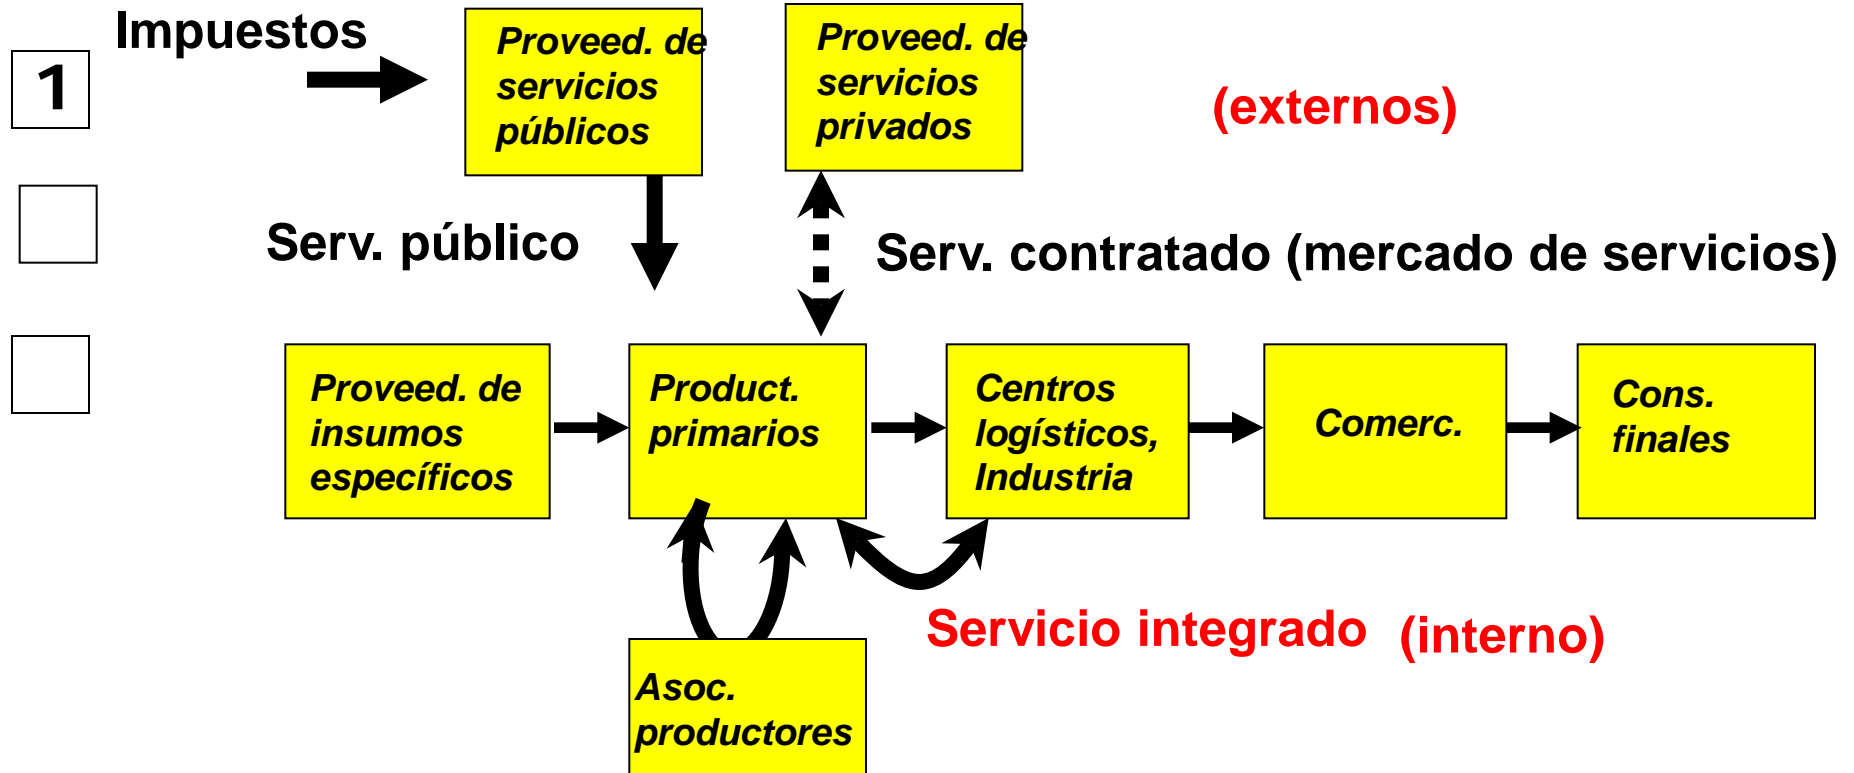 Impuestos
1
Proveed. de
servicios
públicos
Proveed. de
servicios
privados
(externos)
Serv. público
Serv. contratado (mercado de servicios)
Proveed. de
insumos
específicos
Product.
primarios
Centros
logísticos,
Industria
Comerc.
Cons.
finales
Servicio integrado (interno)
Asoc.
productores